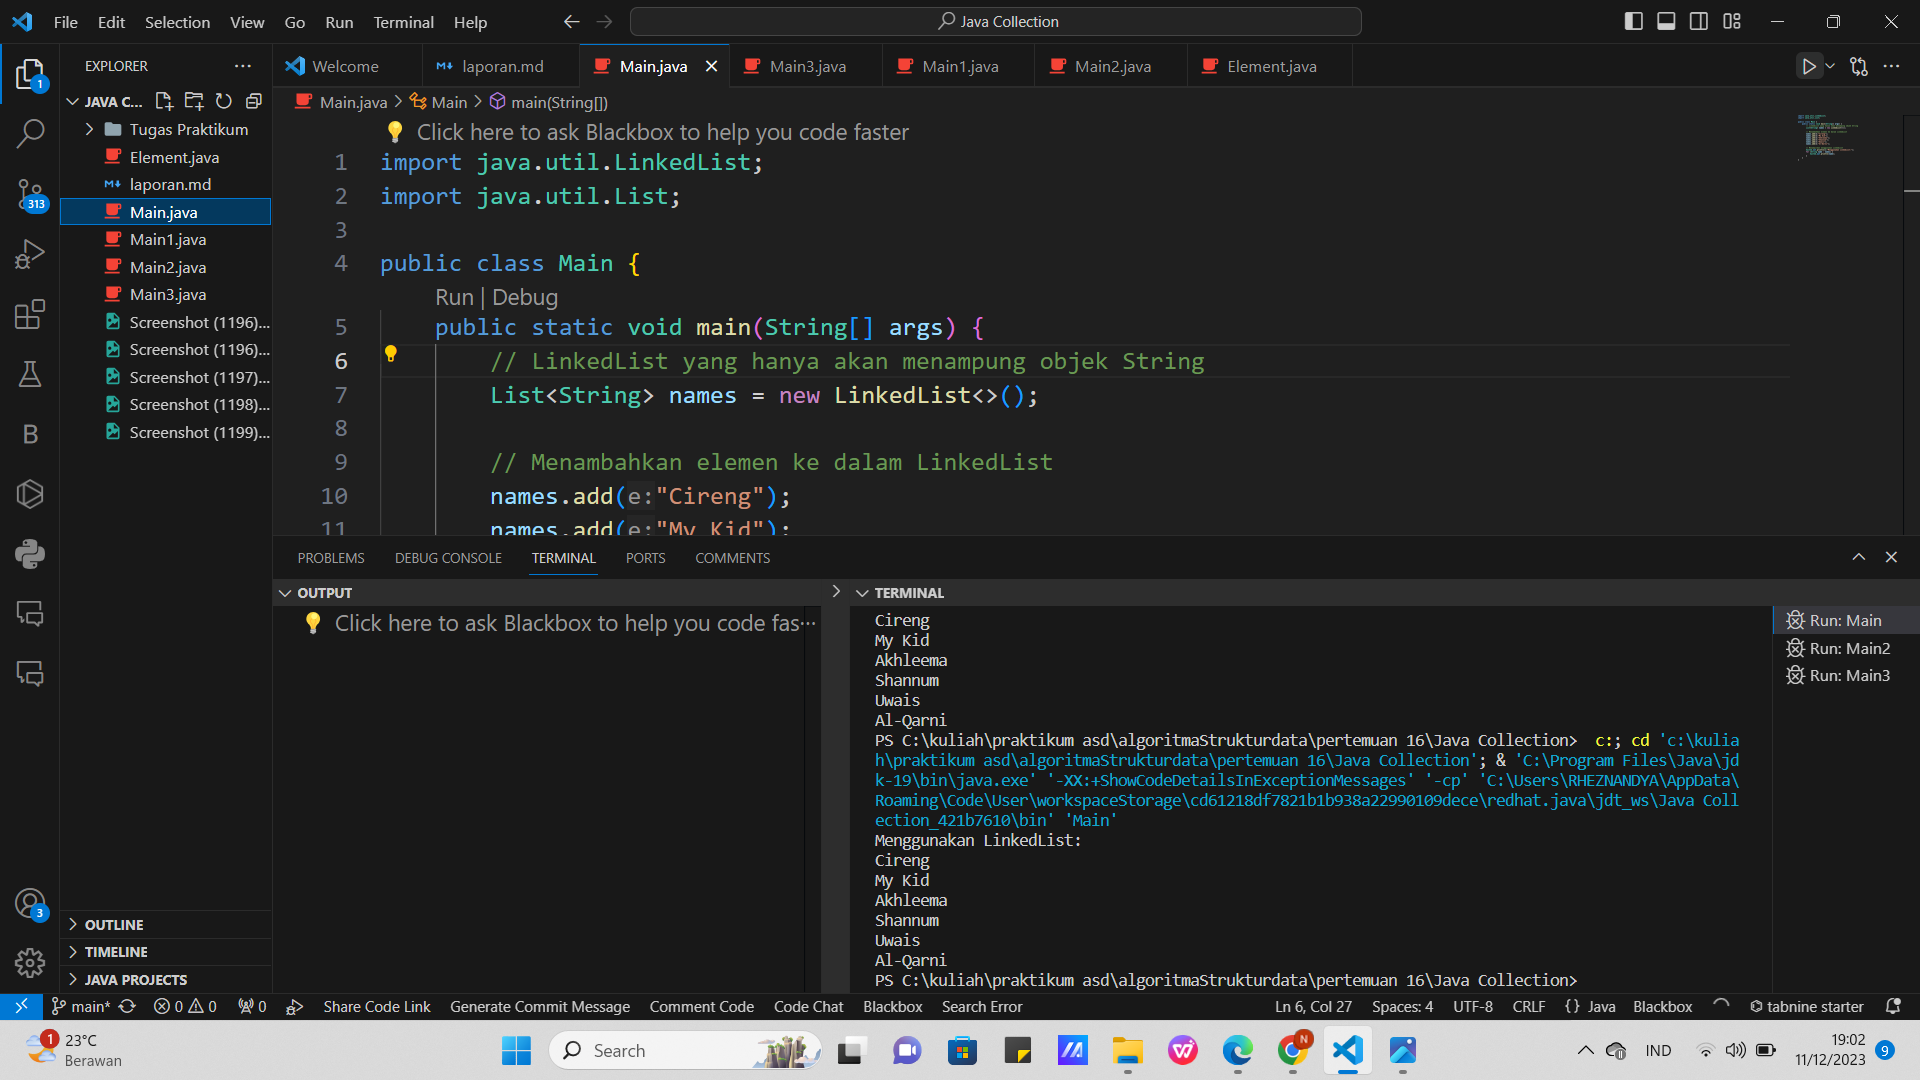 File Edit Selection View Go Run Terminal Help
Java Collection
EXPLORER
1
JAVA C...
Tugas Praktikum
Element.java
laporan.md
Main.java
Main1.java
Main2.java
Main3.java
Screenshot (1196)...
Screenshot (1196)...
Screenshot (1197)...
Screenshot (1198)...
Screenshot (1199)...
313
B
3
OUTLINE
TIMELINE
JAVA PROJECTS
Welcome laporan.md Main.java Main3.java Main1.java Main2.java Element.java
Main.java > Main > main(String[])
Click here to ask Blackbox to help you code faster
1 import java.util.LinkedList;
2 import java.util.List;
3
4 public class Main {
Run | Debug
5 public static void main(String[] args) {
6 // LinkedList yang hanya akan menampung objek String
7 List<String> names = new LinkedList<>();
8
9 // Menambahkan elemen ke dalam LinkedList
10 names.add(e:"Cireng");
11 names.add(e:"My Kid");
PROBLEMS DEBUG CONSOLE TERMINAL PORTS COMMENTS
OUTPUT
Click here to ask Blackbox to help you code fas...
TERMINAL
Cireng
My Kid
Akhleema
Shannum
Uwais
Al-Qarni
PS C:\kuliah\praktikum asd\algoritmaStrukturdata\pertemuan 16\Java Collection>  c:; cd 'c:\kulia
h\praktikum asd\algoritmaStrukturdata\pertemuan 16\Java Collection'; & 'C:\Program Files\Java\jd
k-19\bin\java.exe' '-XX:+ShowCodeDetailsInExceptionMessages' '-cp' 'C:\Users\RHEZNANDYA\AppData\
Roaming\Code\User\workspaceStorage\cd61218df7821b1b938a22990109dece\redhat.java\jdt_ws\Java Coll
ection_421b7610\bin' 'Main'
Menggunakan LinkedList:
Cireng
My Kid
Akhleema
Shannum
Uwais
Al-Qarni
PS C:\kuliah\praktikum asd\algoritmaStrukturdata\pertemuan 16\Java Collection>
Run: Main
Run: Main2
Run: Main3
main* 0 0 0 Share Code Link Generate Commit Message Comment Code Code Chat Blackbox Search Error Ln 6, Col 27 Spaces: 4 UTF-8 CRLF {} Java Blackbox tabnine starter
1
23°C
Berawan
Search
N
IND
19:02
11/12/2023
9